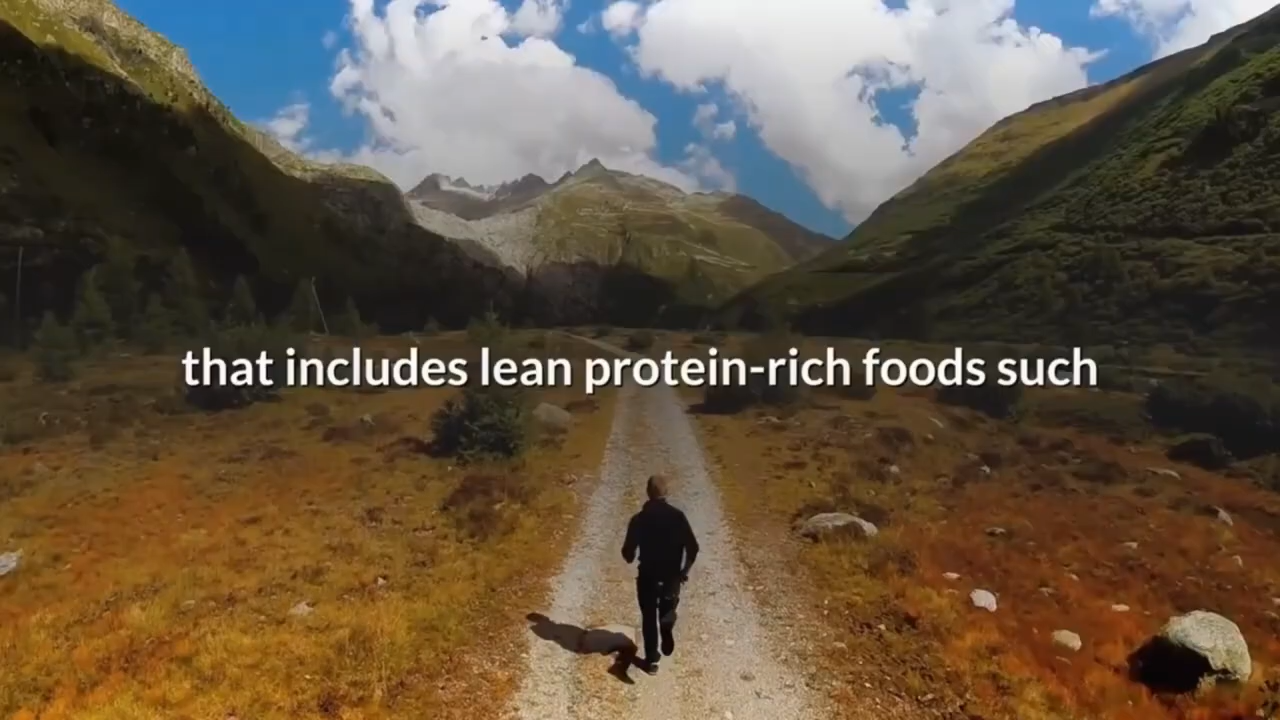 that includes lean protein-rich foods such